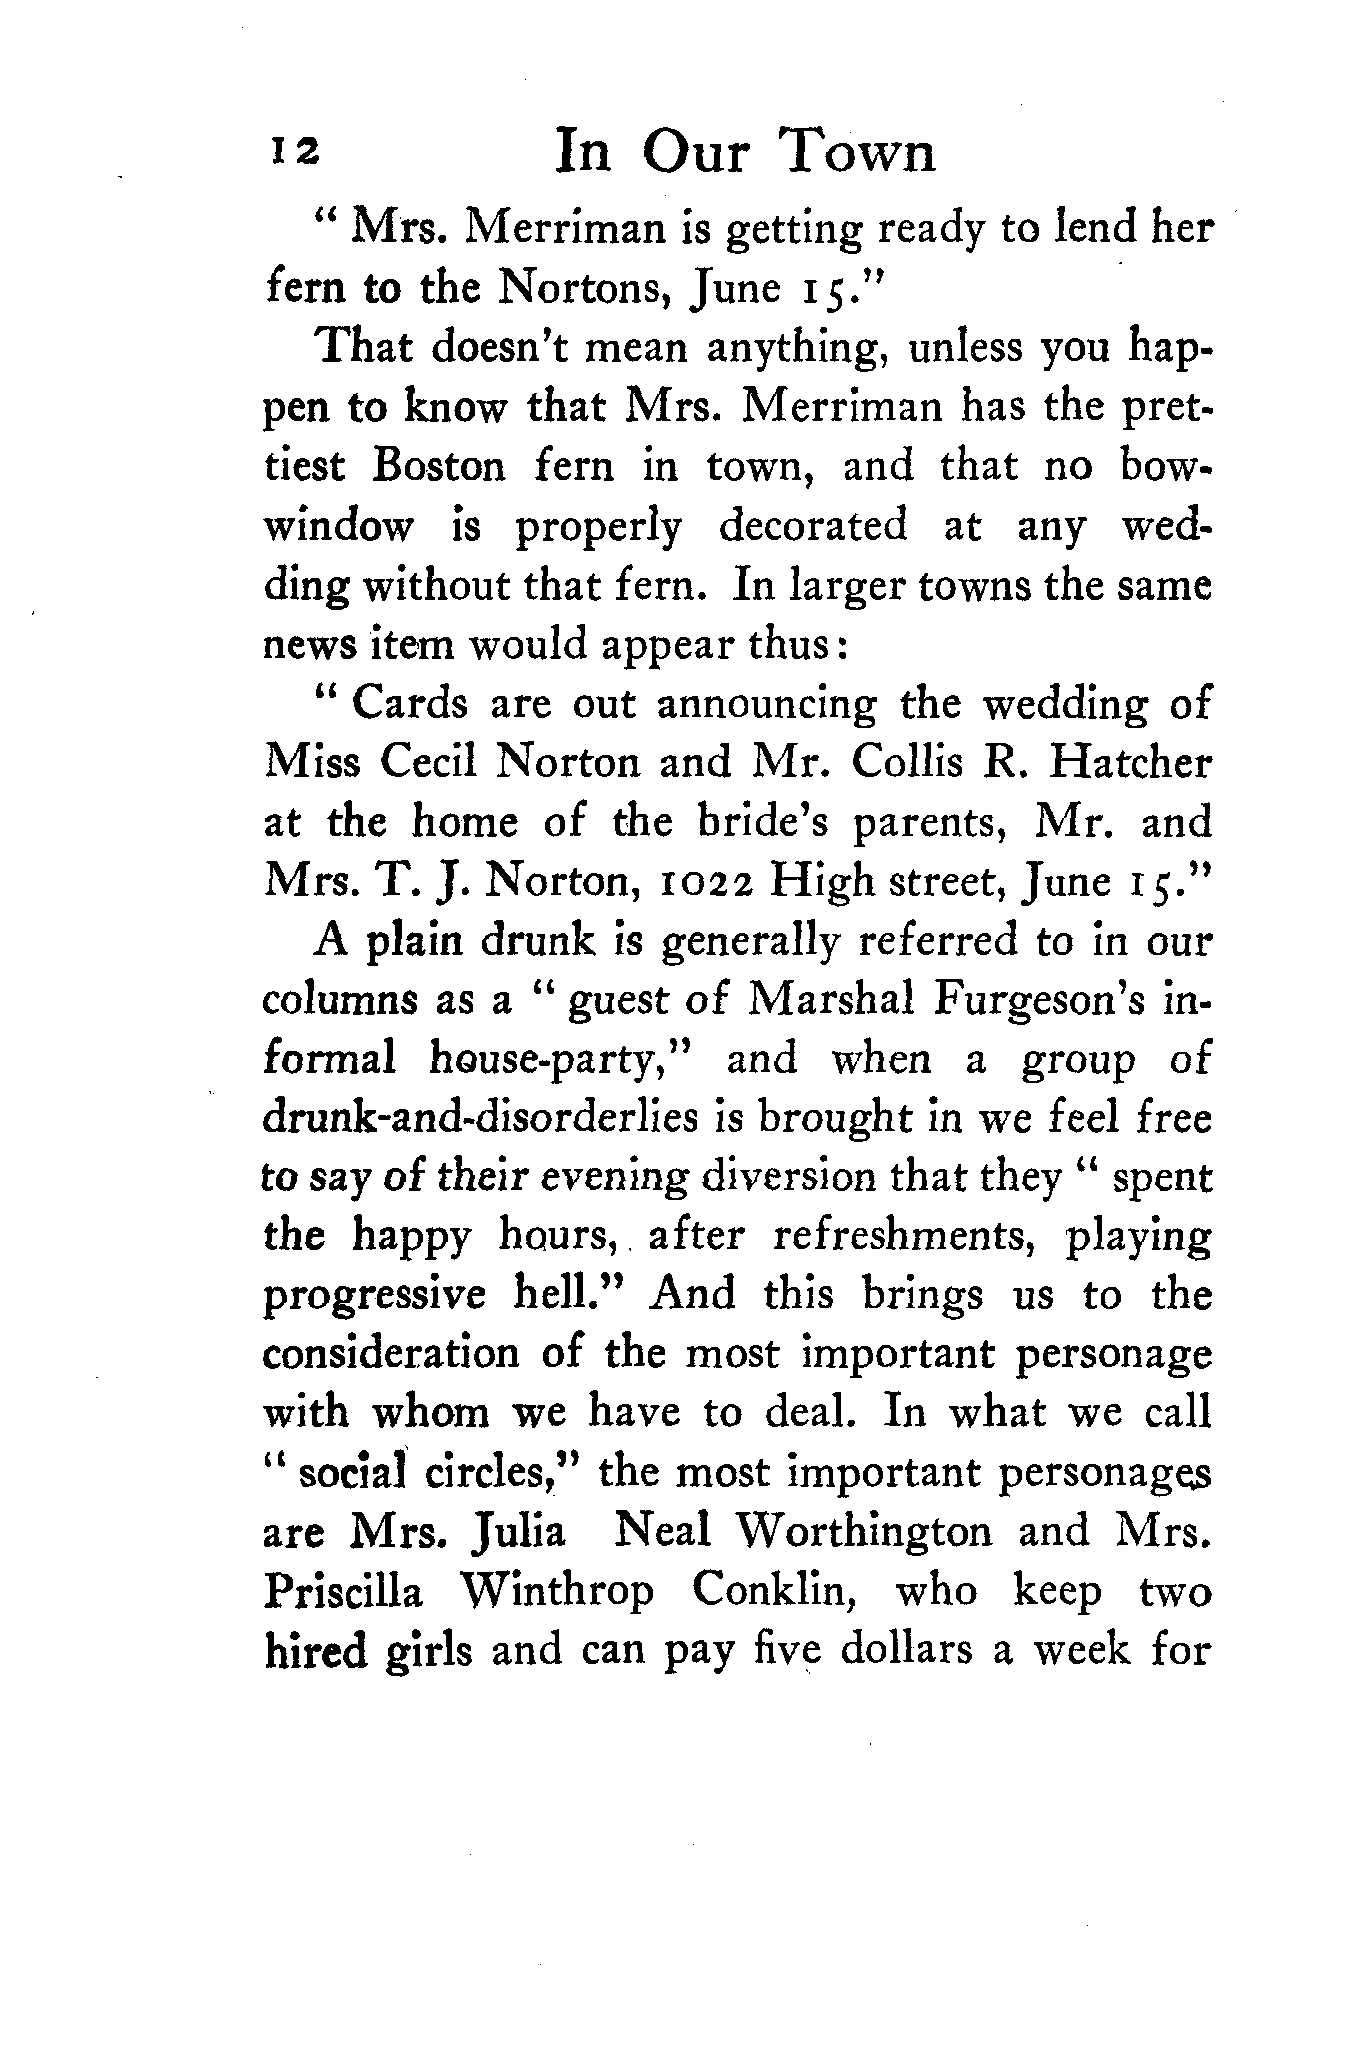 12 In Our Town
" Mrs. Merriman is getting ready to lend her
fern to the Nortons, June 15."
That doesn't mean anything, unless you hap-
pen to know that Mrs. Merriman has the pret-
tiest Boston fern in town, and that no bow-
window is properly decorated at any wed-
ding without that fern. In larger towns the same
news item would appear thus:
" Cards are out announcing the wedding of
Miss Cecil Norton and Mr. Collis R. Hatcher
at the home of the bride's parents, Mr. and
Mrs. T. J. Norton, 1022 High street, June 15."
A plain drunk is generally referred to in our
columns as a " guest of Marshal Furgeson's in-
formal house-party," and when a group of
drunk-and-disorderlies is brought in we feel free
to say of their evening diversion that they " spent
the happy hours, after refreshments, playing
progressive hell." And this brings us to the
consideration of the most important personage
with whom we have to deal. In what we call
" social circles," the most important personages
are Mrs. Julia Neal Worthington and Mrs.
Priscilla Winthrop Conklin, who keep two
hired girls and can pay five dollars a week for